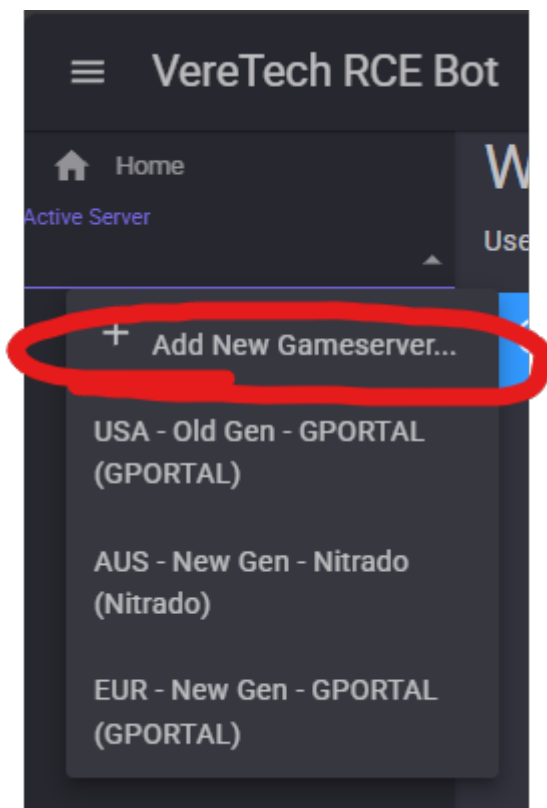 VereTech RCE Bot
Home
W
Active Server
Use
+ Add New Gameserver...
USA - Old Gen - GPORTAL
(GPORTAL)
AUS - New Gen - Nitrado
(Nitrado)
EUR - New Gen - GPORTAL
(GPORTAL)